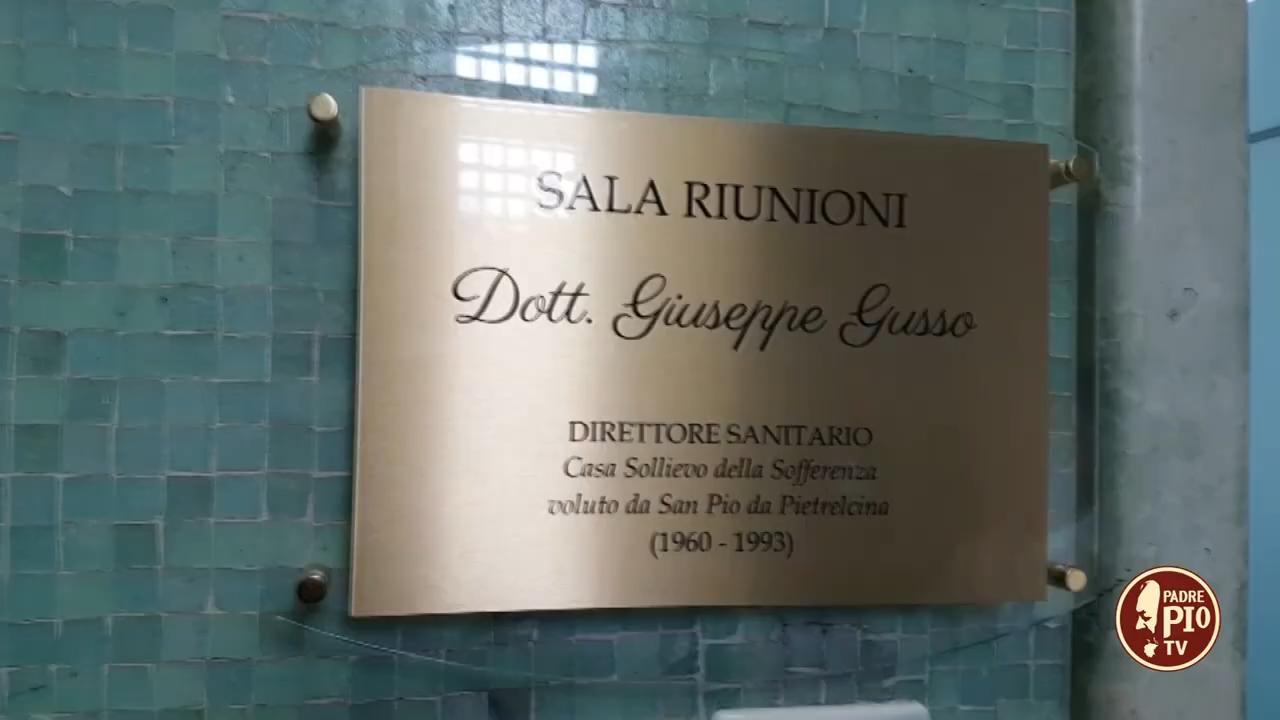 SALA RIUNIONI
Dott. Giuseppe Gusso
DIRETTORE SANITARIO
Casa Sollievo della Sofferenza
voluto da San Pio da Pietrelcina
(1960 - 1993)
PADRE
PIO
TV